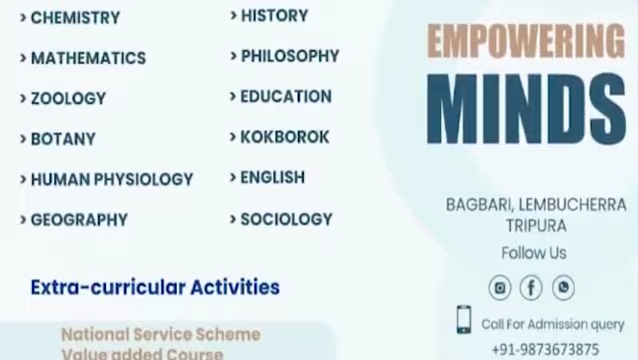 > CHEMISTRY
> MATHEMATICS
> ZOOLOGY
> BOTANY
> HUMAN PHYSIOLOGY
> GEOGRAPHY
> HISTORY
> PHILOSOPHY
> EDUCATION
> KOKBOROK
> ENGLISH
> SOCIOLOGY
Extra-curricular Activities
National Service Scheme
Value added Course
EMPOWERING
MINDS
BAGBARI, LEMBUCHERRA
TRIPURA
Follow Us
Call For Admission query
+91-9873673875